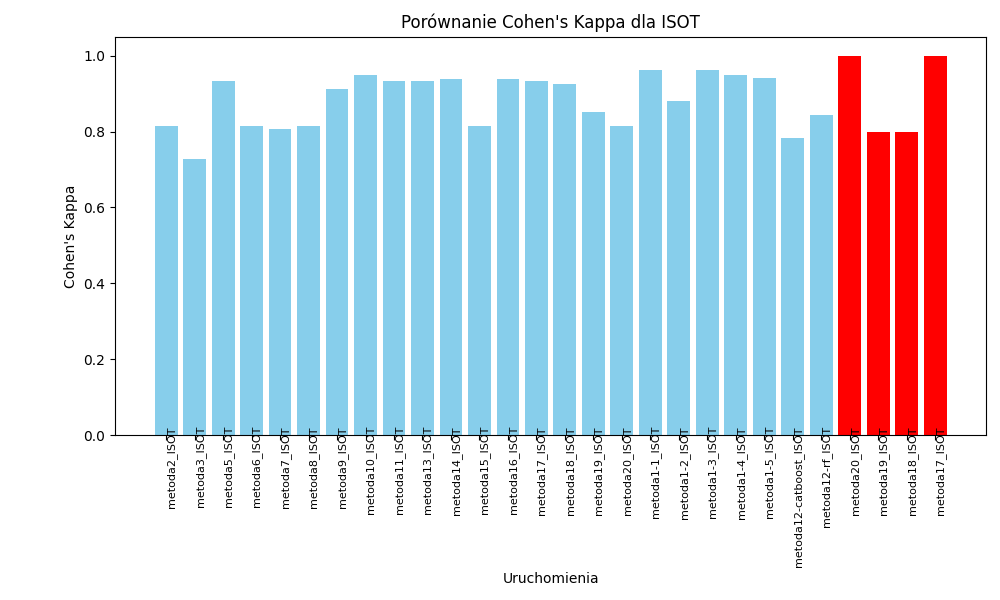 Porównanie Cohen's Kappa dla ISOT
Cohen's Kappa
1.0
0.8
0.6
0.4
0.2
0.0
metoda2_ISOT
metoda3_ISOT
metoda5_ISOT
metoda6_ISOT
metoda7_ISOT
metoda8_ISOT
metoda9_ISOT
metoda10_ISOT
metoda11_ISOT
metoda13_ISOT
metoda14_ISOT
metoda15_ISOT
metoda16_ISOT
metoda17_ISOT
metoda18_ISOT
metoda19_ISOT
metoda20_ISOT
metoda1-1_ISOT
metoda1-2_ISOT
metoda1-3_ISOT
metoda1-4_ISOT
metoda1-5_ISOT
metoda12-catboost_ISOT
metoda12-rf_ISOT
metoda20_ISOT
metoda19_ISOT
metoda18_ISOT
metoda17_ISOT
Uruchomienia